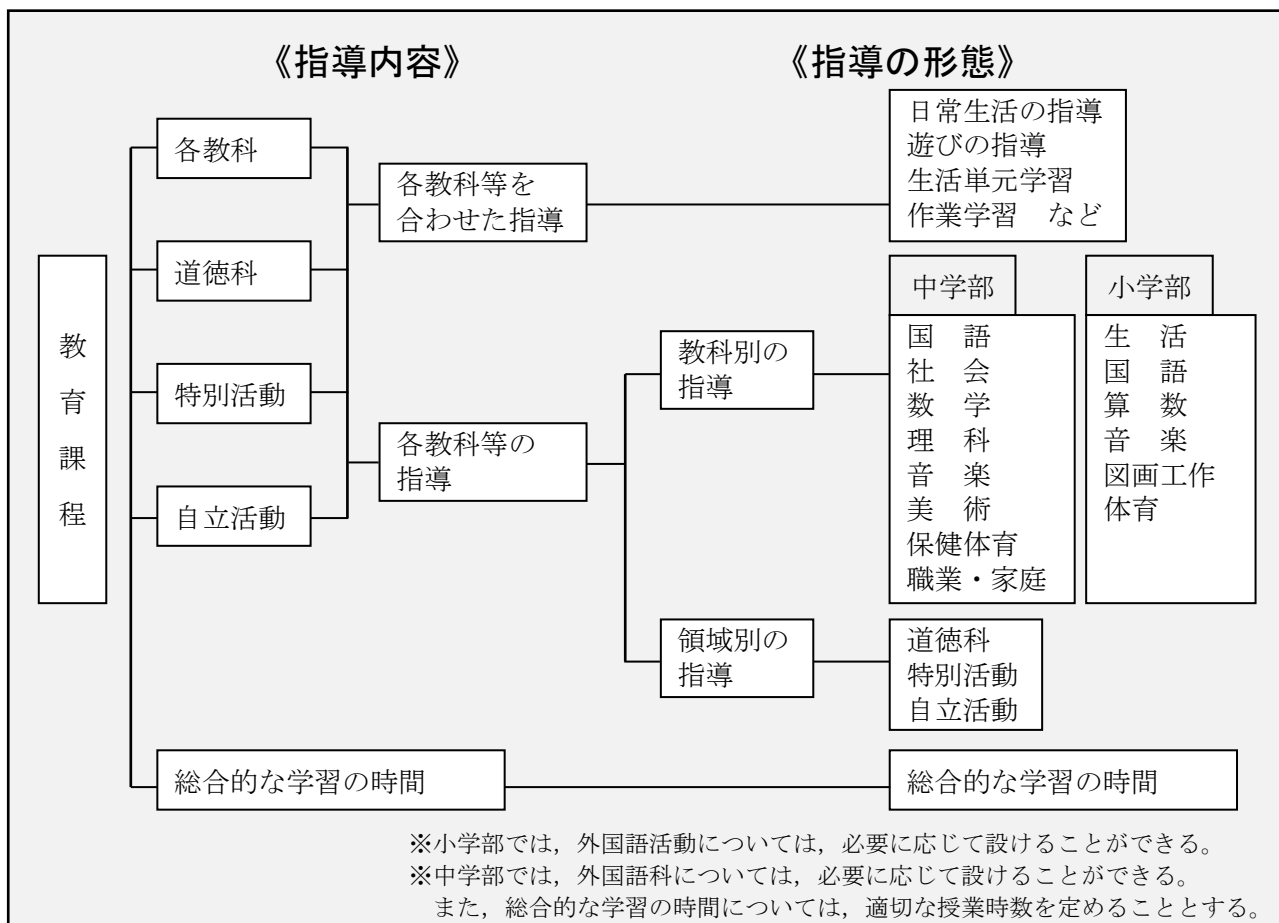 《指導内容》
《指導の形態》
教育課程
各教科
道徳科
特別活動
自立活動
総合的な学習の時間
各教科等を
合わせた指導
各教科等の
指導
日常生活の指導
遊びの指導
生活単元学習
作業学習　など
教科別の
指導
中学部
国　語
社　会
数　学
理　科
音　楽
美　術
保健体育
職業・家庭
小学部
生　活
国　語
算　数
音　楽
図画工作
体育
領域別の
指導
道徳科
特別活動
自立活動
総合的な学習の時間
※小学部では，外国語活動については，必要に応じて設けることができる。
※中学部では，外国語科については，必要に応じて設けることができる。
また，総合的な学習の時間については，適切な授業時数を定めることとする。